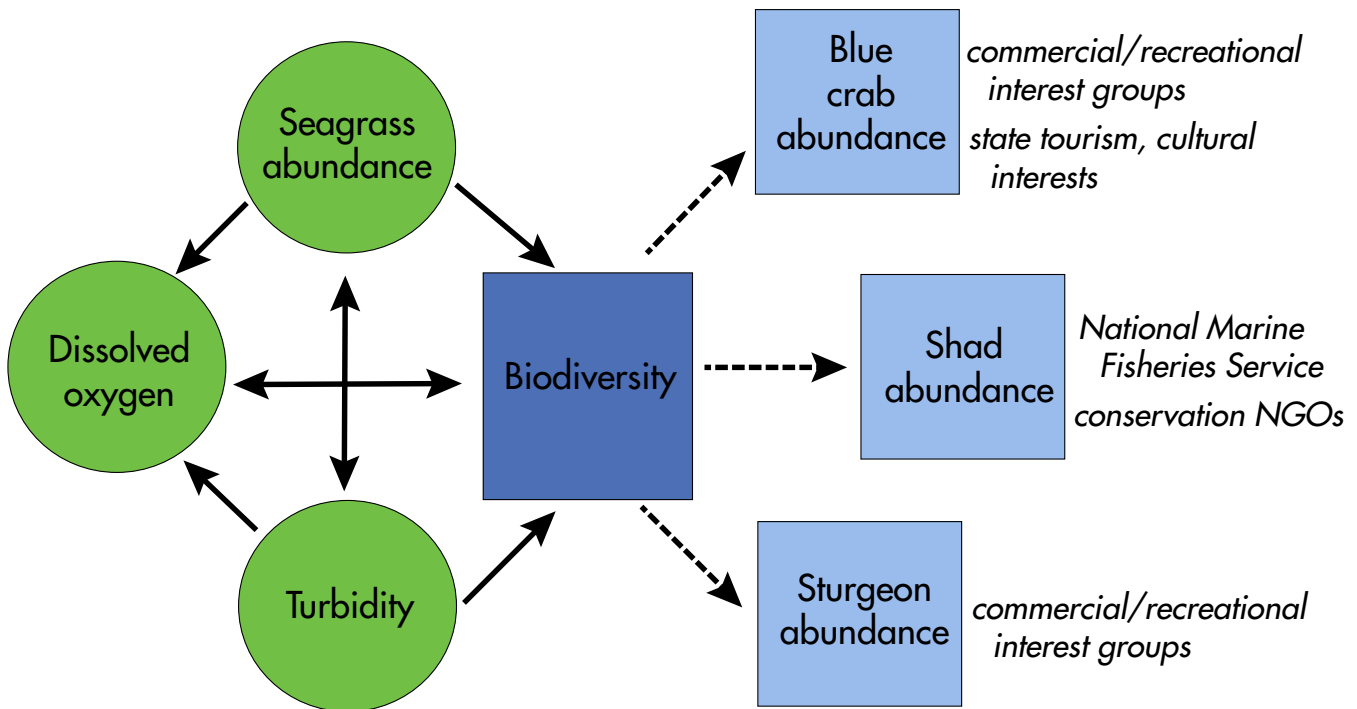 Seagrass
abundance
Dissolved
oxygen
Turbidity
Biodiversity
Blue
crab
abundance
commercial/recreational
interest groups
state tourism, cultural
interests
Shad
abundance
National Marine
Fisheries Service
conservation NGOs
Sturgeon
abundance
commercial/recreational
interest groups